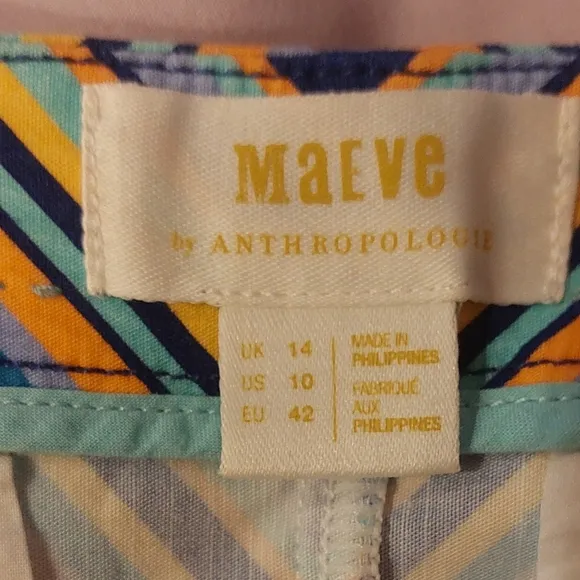 MaEVe
by ANTHROPOLOGIE
UK 14
US 10
EU 42
MADE IN
PHILIPPINES
FABRIQUÉ
AUX
PHILIPPINES